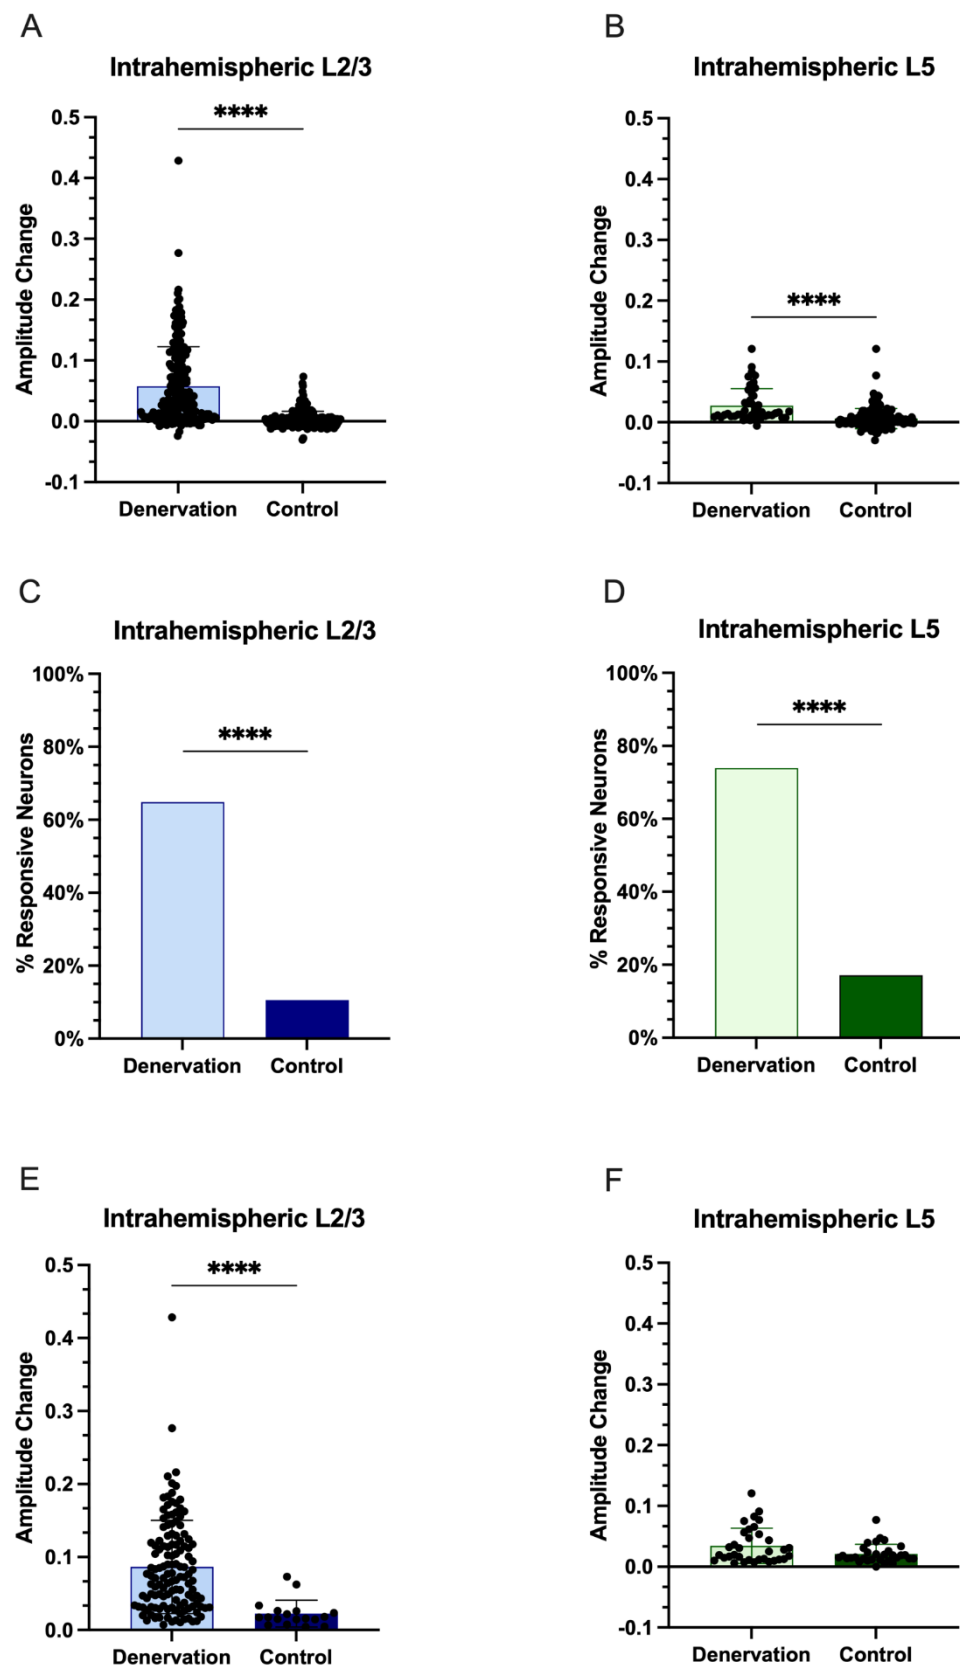 A
Intrahemispheric L2/3
****
0.5
0.4
0.3
0.2
0.1
0.0
-0.1
Amplitude Change
Denervation Control
B
Intrahemispheric L5
****
0.5
0.4
0.3
0.2
0.1
0.0
-0.1
Amplitude Change
Denervation Control
C
Intrahemispheric L2/3
****
100%
80%
60%
40%
20%
0%
% Responsive Neurons
Denervation Control
D
Intrahemispheric L5
****
100%
80%
60%
40%
20%
0%
% Responsive Neurons
Denervation Control
E
Intrahemispheric L2/3
****
0.5
0.4
0.3
0.2
0.1
0.0
Amplitude Change
Denervation Control
F
Intrahemispheric L5
0.5
0.4
0.3
0.2
0.1
0.0
-0.1
Amplitude Change
Denervation Control